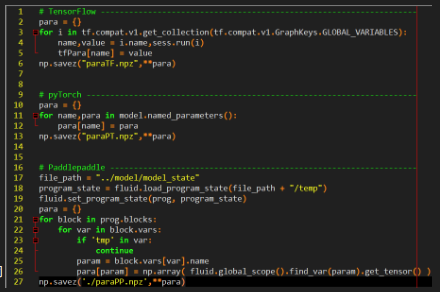 1 # TensorFlow ------------------------------------------------------------
2 para = {}
3 for i in tf.compat.v1.get_collection(tf.compat.v1.GraphKeys.GLOBAL_VARIABLES):
4     name,value = i.name,sess.run(i)
5     tfPara[name] = value
6 np.savez("paraTF.npz",**para)
7
8
9 # pyTorch ------------------------------------------------------------
10 para = {}
11 for name,para in model.named_parameters():
12     para[name] = para
13 np.savez("paraPT.npz",**para)
14
15
16 # Paddlepaddle ------------------------------------------------------------
17 file_path = "../model/model_state"
18 program_state = fluid.load_program_state(file_path + "/temp")
19 fluid.set_program_state(prog, program_state)
20 para = {}
21 for block in prog.blocks:
22     for var in block.vars:
23         if 'tmp' in var:
24             continue
25         param = block.vars[var].name
26         para[param] = np.array( fluid.global_scope().find_var(param).get_tensor() )
27 np.savez('./paraPP.npz',**para)